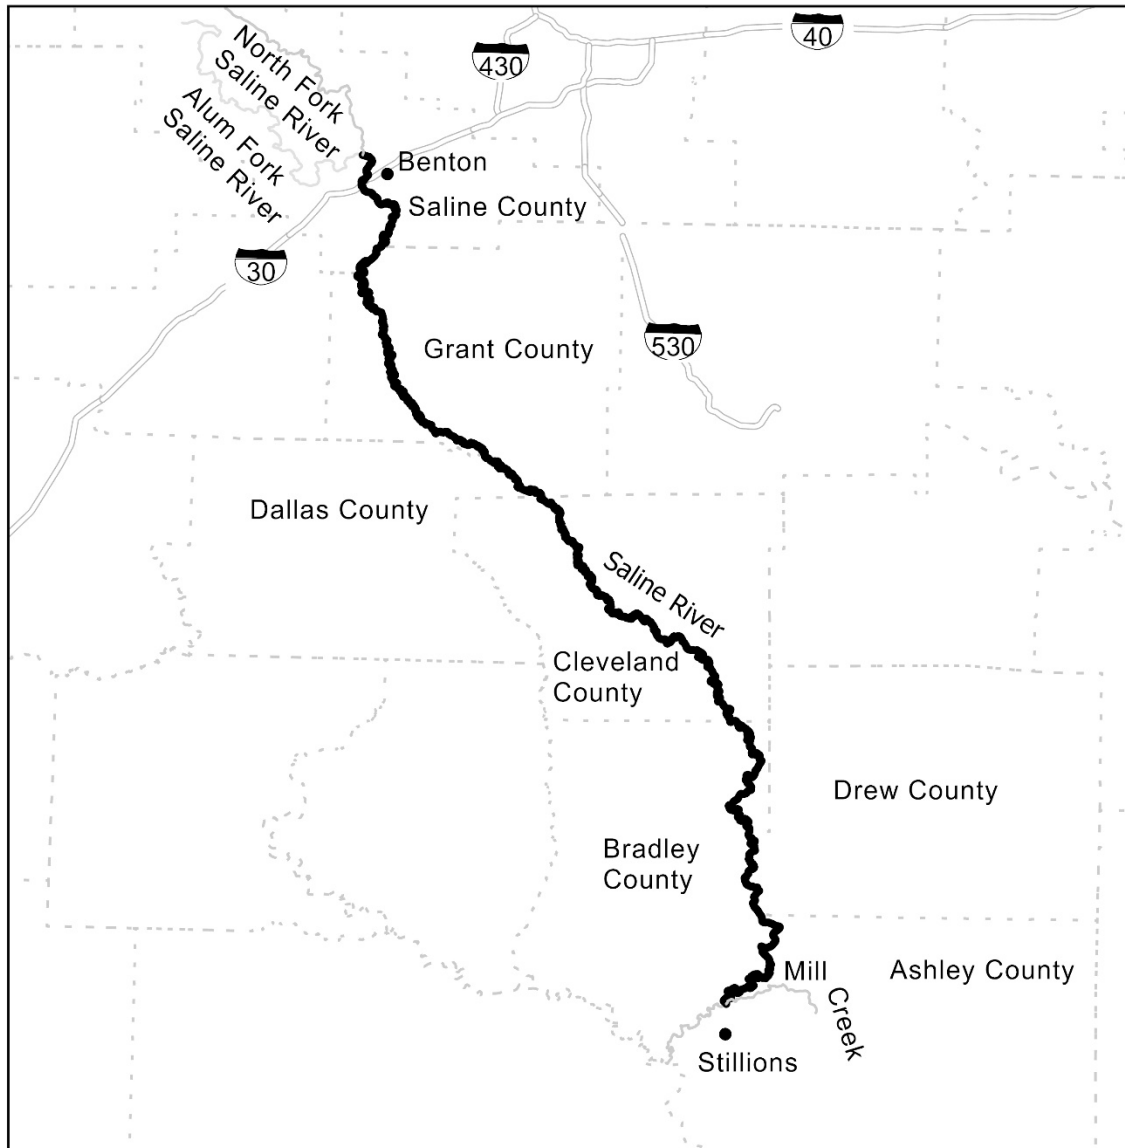 North Fork
Saline River
Alum Fork
Saline River
40
430
Benton
Saline County
30
530
Grant County
Dallas County
Saline River
Cleveland
County
Drew County
Bradley
County
Mill
Creek
Ashley County
Stillions